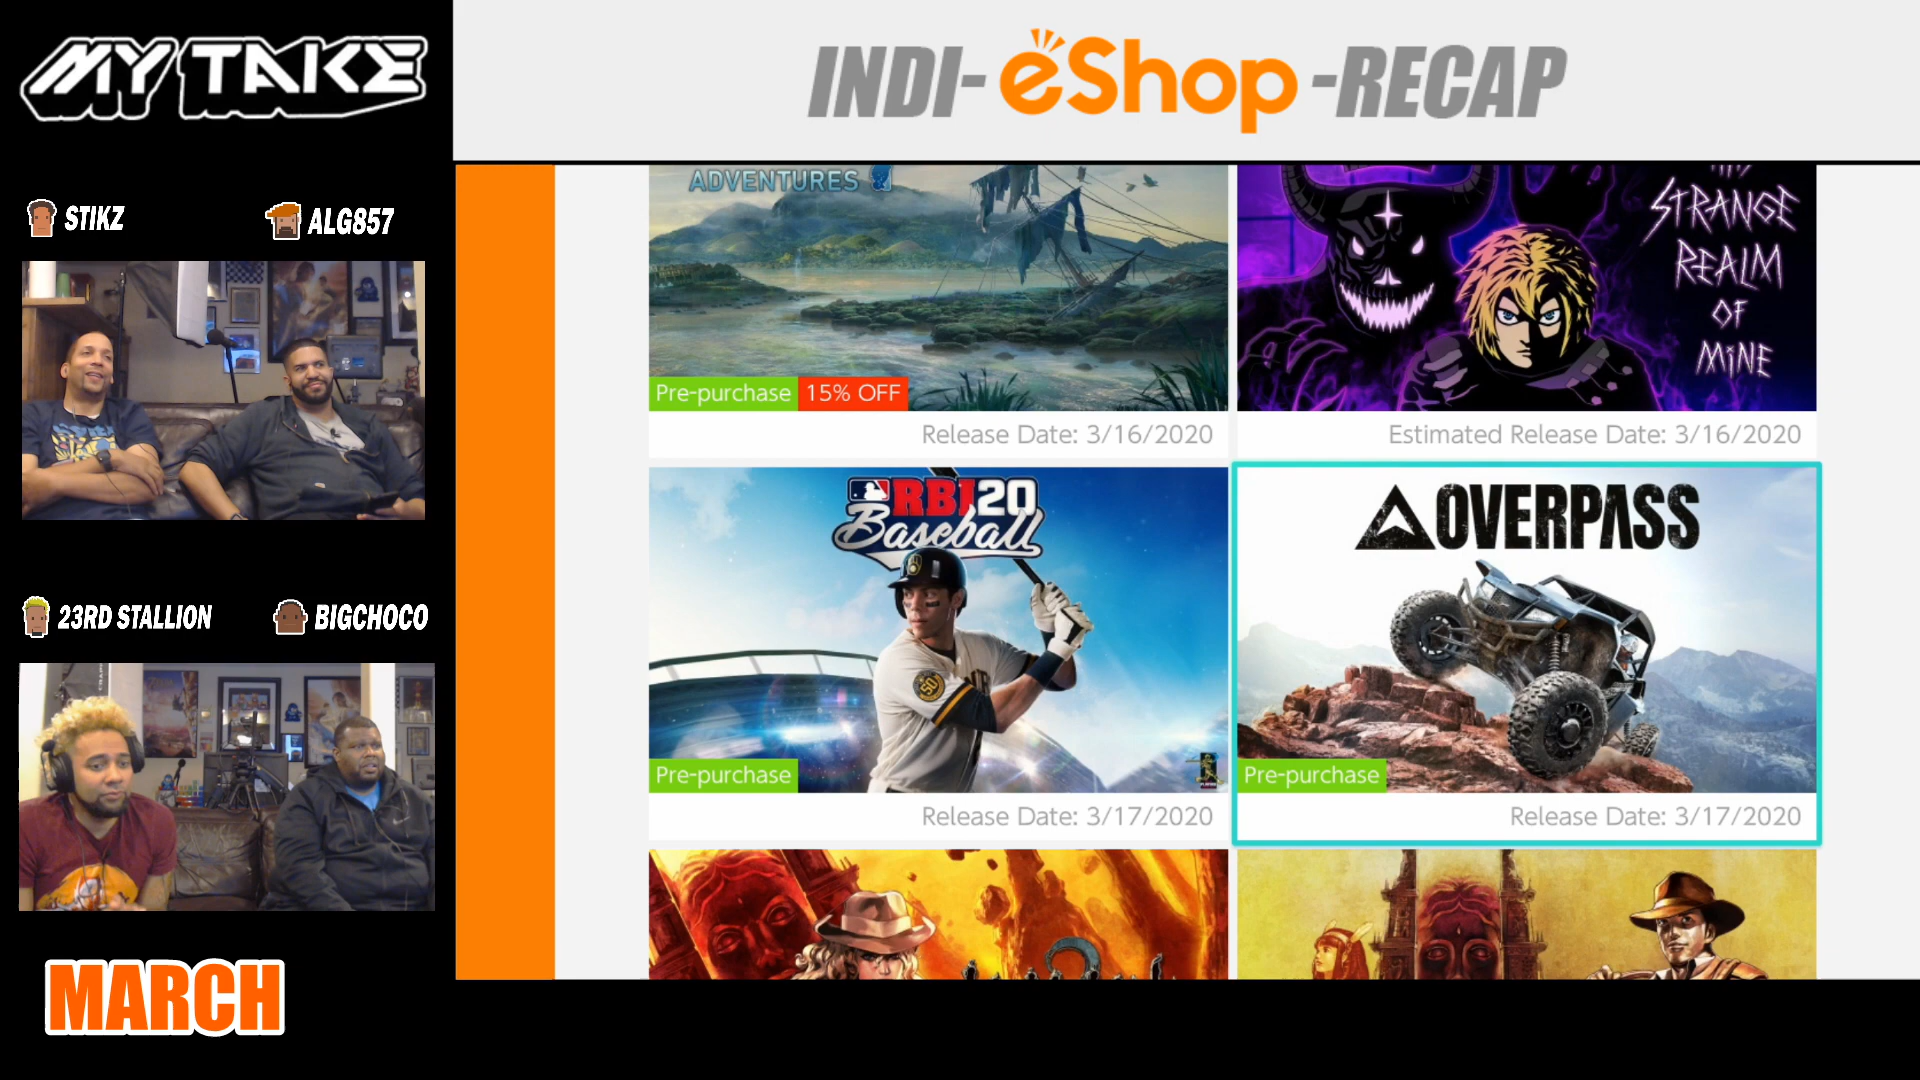 MY TAKE
INDI-eShop-RECAP
STIKZ
ALG857
23RD STALLION
BIGCHOCO
MARCH
ADVENTURES
Pre-purchase 15% OFF
Release Date: 3/16/2020
STRANGE
REALM
OF
MINE
Estimated Release Date: 3/16/2020
RBI 20
Baseball
50
Pre-purchase
Release Date: 3/17/2020
OVERPASS
Pre-purchase
Release Date: 3/17/2020